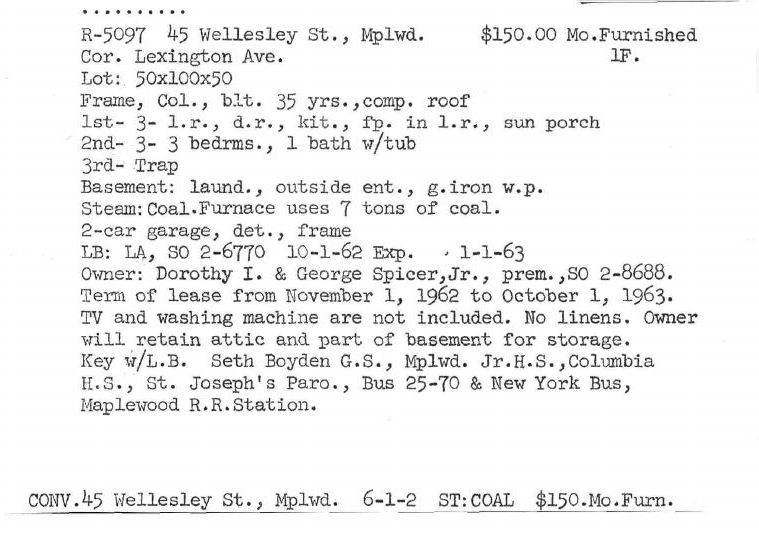 R-5097 45 Wellesley St., Mplwd. $150.00 Mo.Furnished
Cor. Lexington Ave. 1F.
Lot: 50x100x50
Frame, Col., blt. 35 yrs.,comp. roof
1st- 3- l.r., d.r., kit., fp. in l.r., sun porch
2nd- 3- 3 bedrms., 1 bath w/tub
3rd- Trap
Basement: laund., outside ent., g.iron w.p.
Steam:Coal.Furnace uses 7 tons of coal.
2-car garage, det., frame
LB: LA, SO 2-6770 10-1-62 Exp. 1-1-63
Owner: Dorothy I. & George Spicer,Jr., prem.,SO 2-8688.
Term of lease from November 1, 1962 to October 1, 1963.
TV and washing machine are not included. No linens. Owner
will retain attic and part of basement for storage.
Key w/L.B. Seth Boyden G.S., Mplwd. Jr.H.S.,Columbia
H.S., St. Joseph's Paro., Bus 25-70 & New York Bus,
Maplewood R.R.Station.
CONV.45 Wellesley St., Mplwd. 6-1-2 ST:COAL $150.Mo.Furn.